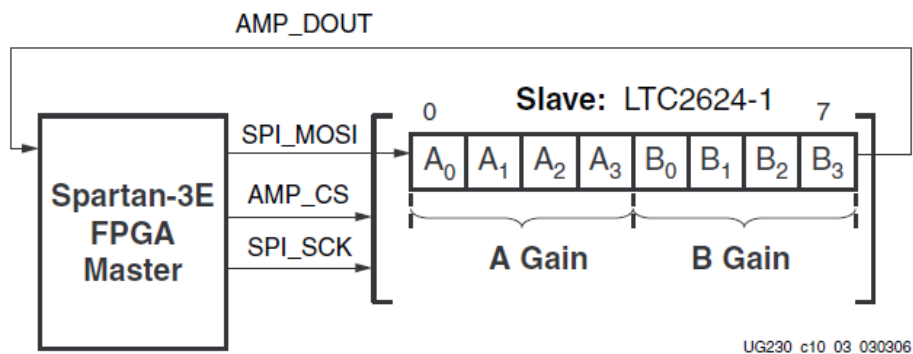 AMP_DOUT
Slave: LTC2624-1
0 7
SPI_MOSI
A0 A1 A2 A3 B0 B1 B2 B3
Spartan-3E
FPGA
Master
AMP_CS
SPI_SCK
A Gain B Gain
UG230_c10_03_030306